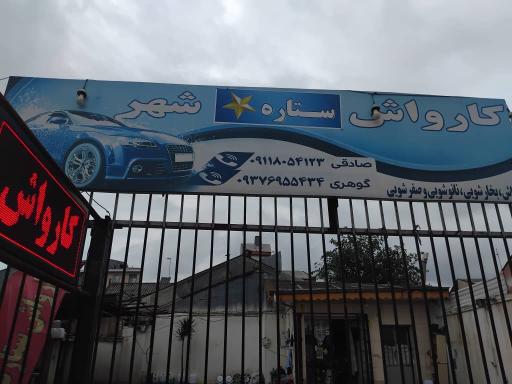 کارواش ستاره شهر
صادقی ۰۹۱۱۸۰۵۴۱۲۳
گوهری ۰۹۳۷۶۹۵۵۴۳۴
بخارشویی، نانوشویی و صفرشویی
کارواش